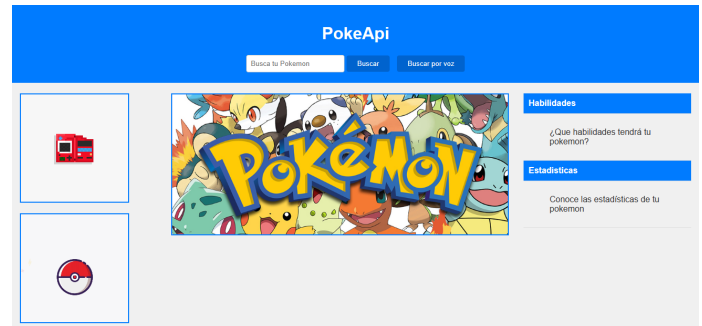 PokeApi
Busca tu Pokemon
Buscar
Buscar por voz
POKéMON
Habilidades
¿Que habilidades tendrá tu
pokemon?
Estadisticas
Conoce las estadísticas de tu
pokemon